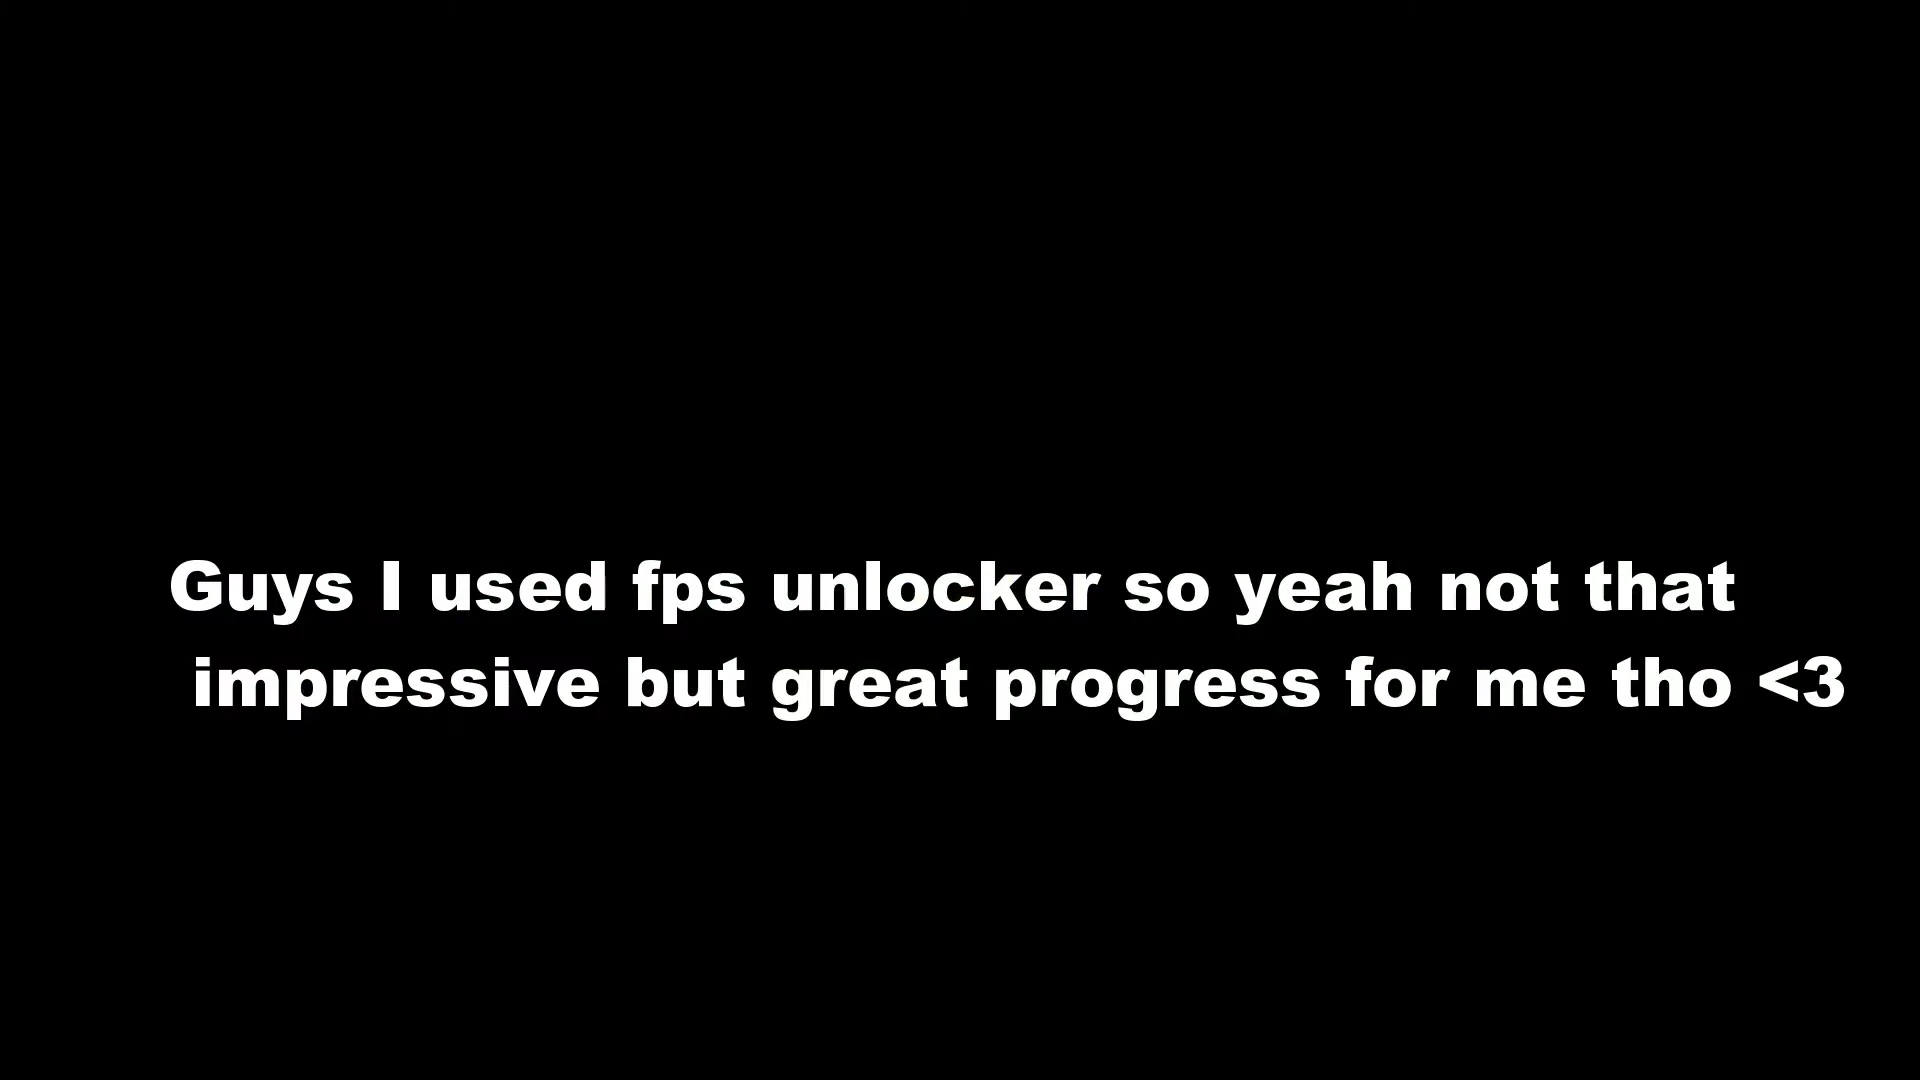 Guys I used fps unlocker so yeah not that
impressive but great progress for me tho <3